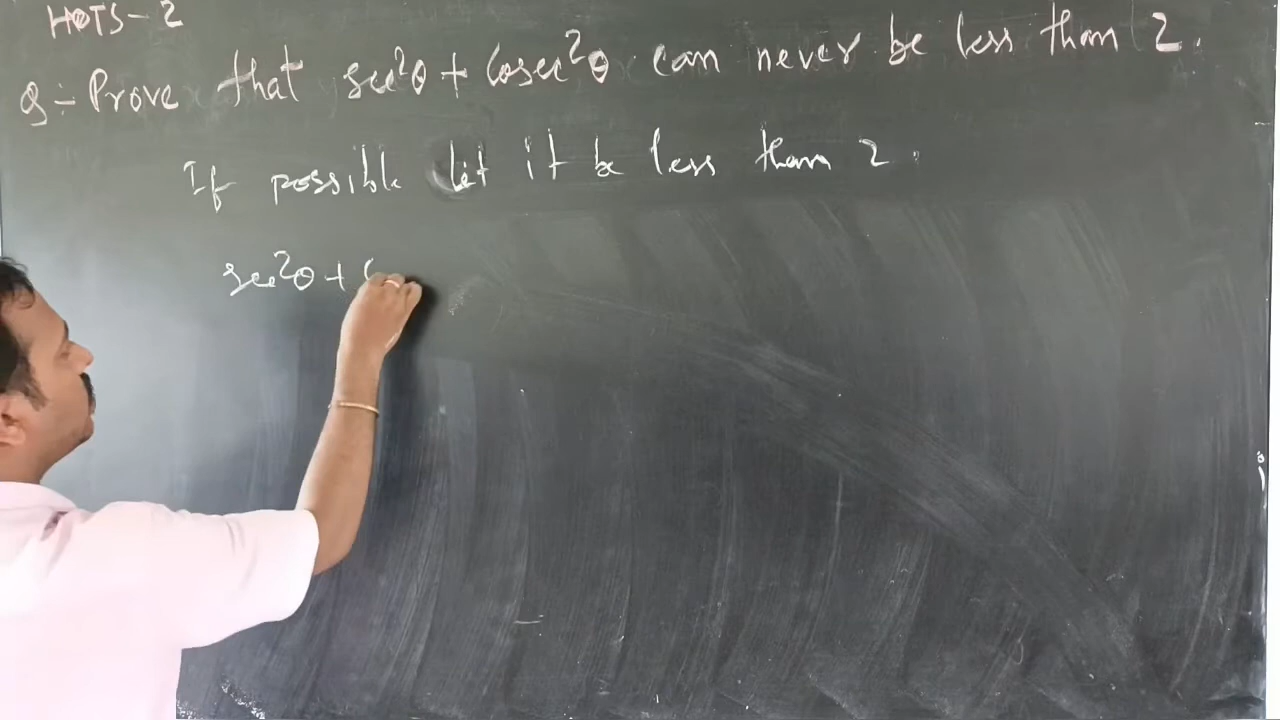 HOTS-2
Q÷ Prove that sec²θ + Cosec²θ can never be less than 2.
If possible let it be less than 2.
sec²θ + C